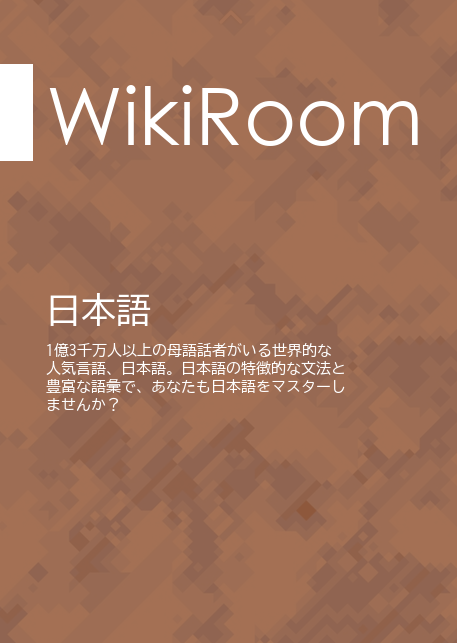 WikiRoom
日本語
1億3千万人以上の母語話者がいる世界的な
人気言語、日本語。日本語の特徴的な文法と
豊富な語彙で、あなたも日本語をマスターし
ませんか？